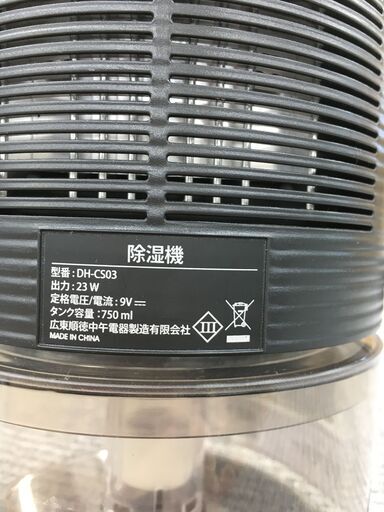 除湿機
型番:DH-CS03
出力:23 W
定格電圧/電流:9V⎓
タンク容量:750 ml
広東順徳中午電器製造有限会社
MADE IN CHINA
III